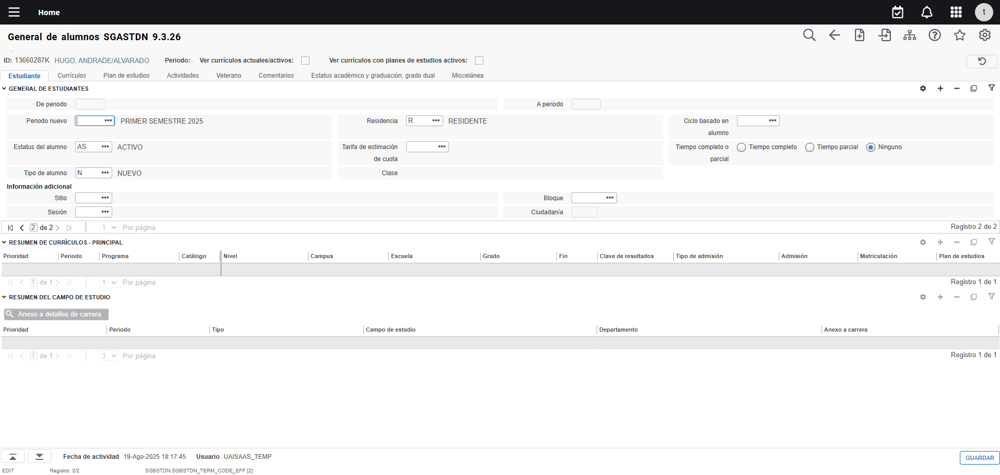 Home
t
General de alumnos SGASTDN 9.3.26
ID: 13660287K HUGO, ANDRADE/ALVARADO Periodo: Ver currículos actuales/activos: Ver currículos con planes de estudios activos:
Estudiante Currículos Plan de estudios Actividades Veterano Comentarios Estatus académico y graduación, grado dual Miscelánea
GENERAL DE ESTUDIANTES
De periodo A periodo
Periodo nuevo ••• PRIMER SEMESTRE 2025 Residencia R ••• RESIDENTE Ciclo basado en alumno •••
Estatus del alumno AS ••• ACTIVO Tarifa de estimación de cuota ••• Tiempo completo o parcial Tiempo completo Tiempo parcial Ninguno
Tipo de alumno N ••• NUEVO Clase
Información adicional
Sitio ••• Bloque •••
Sesión ••• Ciudadanía
2 de 2 1 Por página Registro 2 de 2
RESUMEN DE CURRÍCULOS - PRINCIPAL
Prioridad Periodo Programa Catálogo Nivel Campus Escuela Grado Fin Clave de resultados Tipo de admisión Admisión Matriculación Plan de estudios
1 de 1 1 Por página Registro 1 de 1
RESUMEN DEL CAMPO DE ESTUDIO
Anexo a detalles de carrera
Prioridad Periodo Tipo Campo de estudio Departamento Anexo a carrera
1 de 1 3 Por página Registro 1 de 1
Fecha de actividad 19-Ago-2025 18:17:45 Usuario UAISAAS_TEMP GUARDAR
EDIT Registro: 2/2 SGBSTDN.SGBSTDN_TERM_CODE_EFF [2]